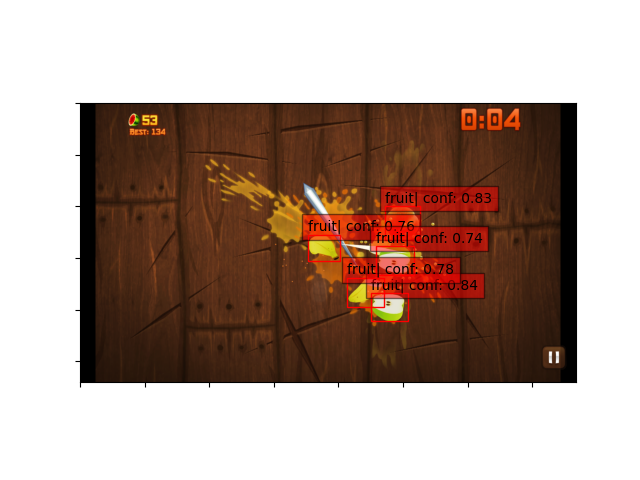 53
BEST: 134
0:04
fruit| conf: 0.83
fruit| conf: 0.76
fruit| conf: 0.74
fruit| conf: 0.78
fruit| conf: 0.84